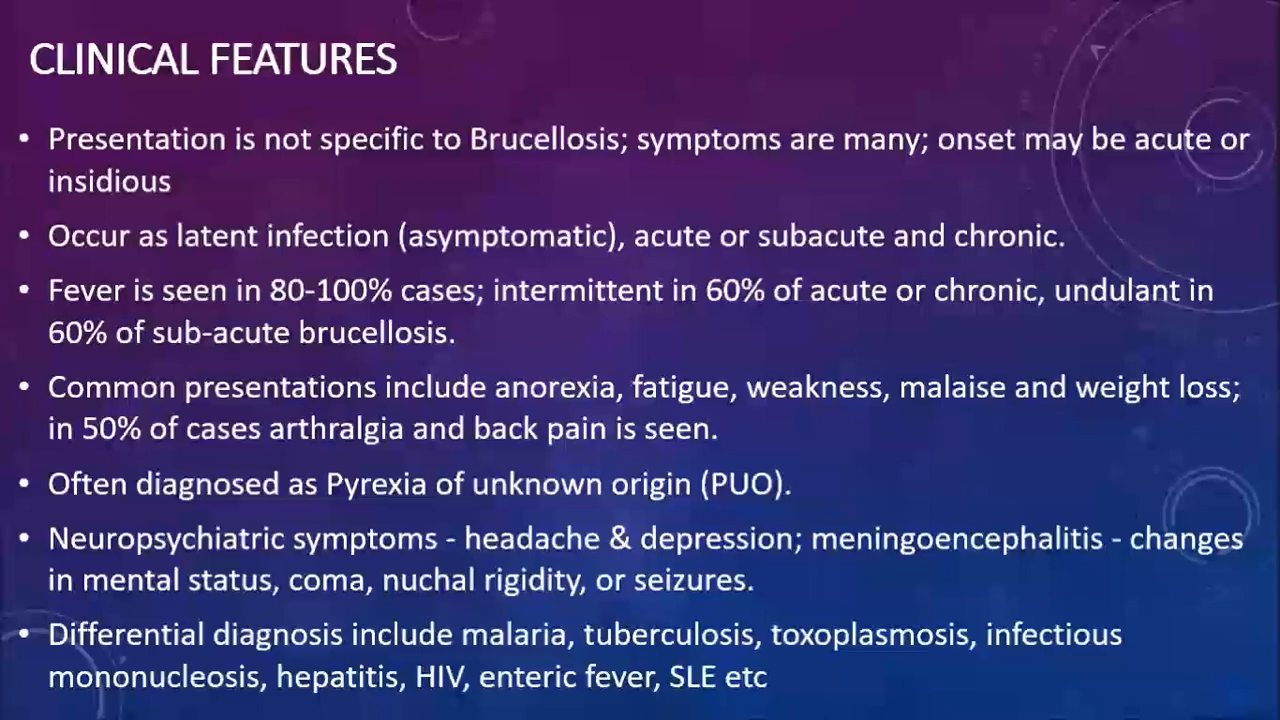 CLINICAL FEATURES
• Presentation is not specific to Brucellosis; symptoms are many; onset may be acute or
insidious
• Occur as latent infection (asymptomatic), acute or subacute and chronic.
• Fever is seen in 80-100% cases; intermittent in 60% of acute or chronic, undulant in
60% of sub-acute brucellosis.
• Common presentations include anorexia, fatigue, weakness, malaise and weight loss;
in 50% of cases arthralgia and back pain is seen.
• Often diagnosed as Pyrexia of unknown origin (PUO).
• Neuropsychiatric symptoms - headache & depression; meningoencephalitis - changes
in mental status, coma, nuchal rigidity, or seizures.
• Differential diagnosis include malaria, tuberculosis, toxoplasmosis, infectious
mononucleosis, hepatitis, HIV, enteric fever, SLE etc